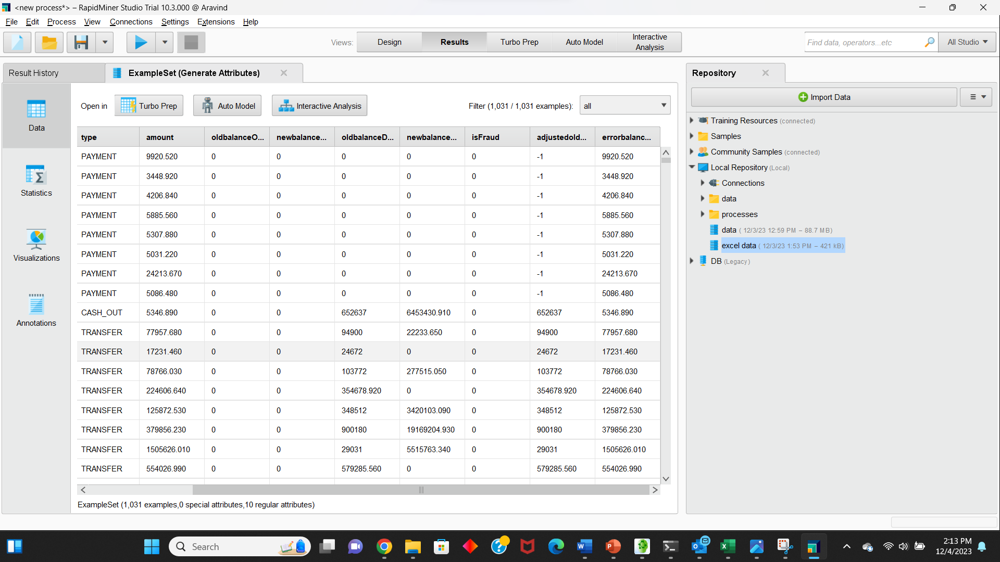 <new process*> – RapidMiner Studio Trial 10.3.000 @ Aravind
File Edit Process View Connections Settings Extensions Help
Views: Design Results Turbo Prep Auto Model Interactive Analysis
Find data, operators...etc All Studio
Result History ExampleSet (Generate Attributes)
Data
Statistics
Visualizations
Annotations
Open in Turbo Prep Auto Model Interactive Analysis Filter (1,031 / 1,031 examples): all
type amount oldbalanceO... newbalance... oldbalanceD... newbalance... isFraud adjustedold... errorbalanc...
PAYMENT 9920.520 0 0 0 0 0 -1 9920.520
PAYMENT 3448.920 0 0 0 0 0 -1 3448.920
PAYMENT 4206.840 0 0 0 0 0 -1 4206.840
PAYMENT 5885.560 0 0 0 0 0 -1 5885.560
PAYMENT 5307.880 0 0 0 0 0 -1 5307.880
PAYMENT 5031.220 0 0 0 0 0 -1 5031.220
PAYMENT 24213.670 0 0 0 0 0 -1 24213.670
PAYMENT 5086.480 0 0 0 0 0 -1 5086.480
CASH_OUT 5346.890 0 0 652637 6453430.910 0 652637 5346.890
TRANSFER 77957.680 0 0 94900 22233.650 0 94900 77957.680
TRANSFER 17231.460 0 0 24672 0 0 24672 17231.460
TRANSFER 78766.030 0 0 103772 277515.050 0 103772 78766.030
TRANSFER 224606.640 0 0 354678.920 0 0 354678.920 224606.640
TRANSFER 125872.530 0 0 348512 3420103.090 0 348512 125872.530
TRANSFER 379856.230 0 0 900180 19169204.930 0 900180 379856.230
TRANSFER 1505626.010 0 0 29031 5515763.340 0 29031 1505626.010
TRANSFER 554026.990 0 0 579285.560 0 0 579285.560 554026.990
ExampleSet (1,031 examples,0 special attributes,10 regular attributes)
Repository
Import Data
Training Resources (connected)
Samples
Community Samples (connected)
Local Repository (Local)
Connections
data
processes
data ( 12/3/23 12:59 PM – 88.7 MB)
excel data ( 12/3/23 1:53 PM – 421 kB)
DB (Legacy)
Search
2:13 PM
12/4/2023